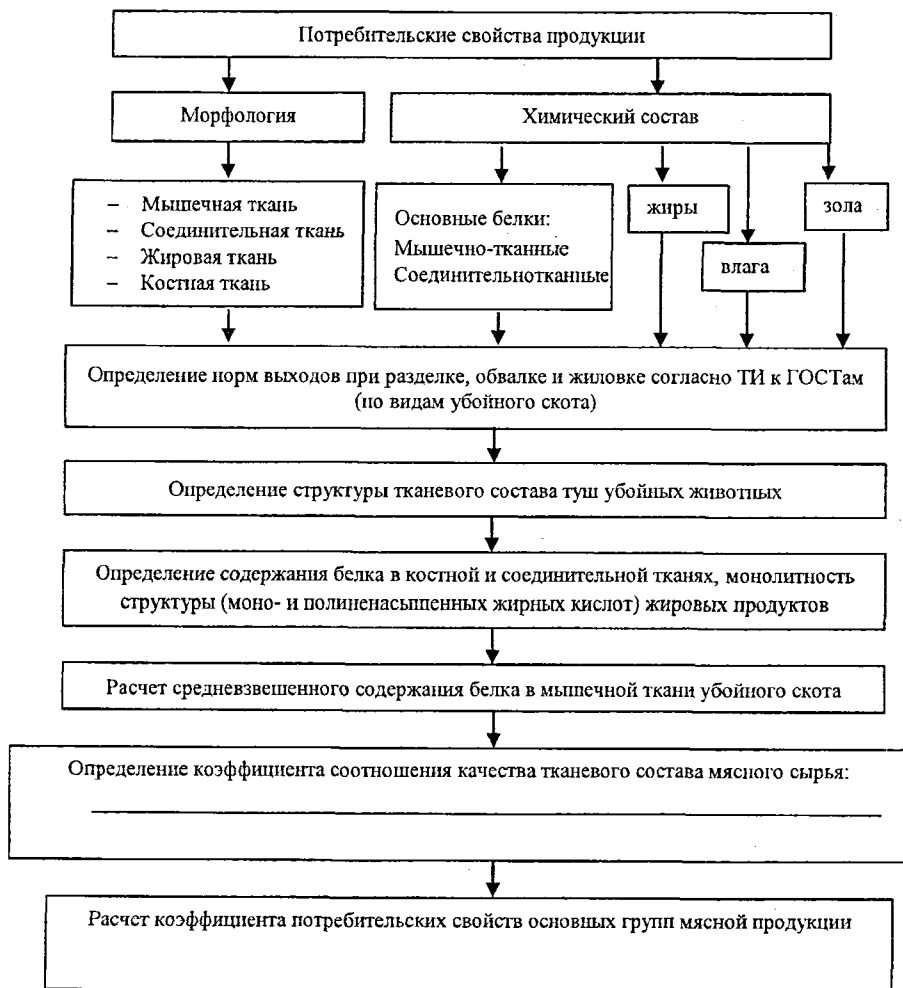 Потребительские свойства продукции
Морфология
Химический состав
– Мышечная ткань
– Соединительная ткань
– Жировая ткань
– Костная ткань
Основные белки:
Мышечно-тканные
Соединительнотканные
жиры
влага
зола
Определение норм выходов при разделке, обвалке и жиловке согласно ТИ к ГОСТам
(по видам убойного скота)
Определение структуры тканевого состава туш убойных животных
Определение содержания белка в костной и соединительной тканях, монолитность
структуры (моно- и полиненасыпенных жирных кислот) жировых продуктов
Расчет средневзвешенного содержания белка в мышечной ткани убойного скота
Определение коэффициента соотношения качества тканевого состава мясного сырья:
Расчет коэффициента потребительских свойств основных групп мясной продукции